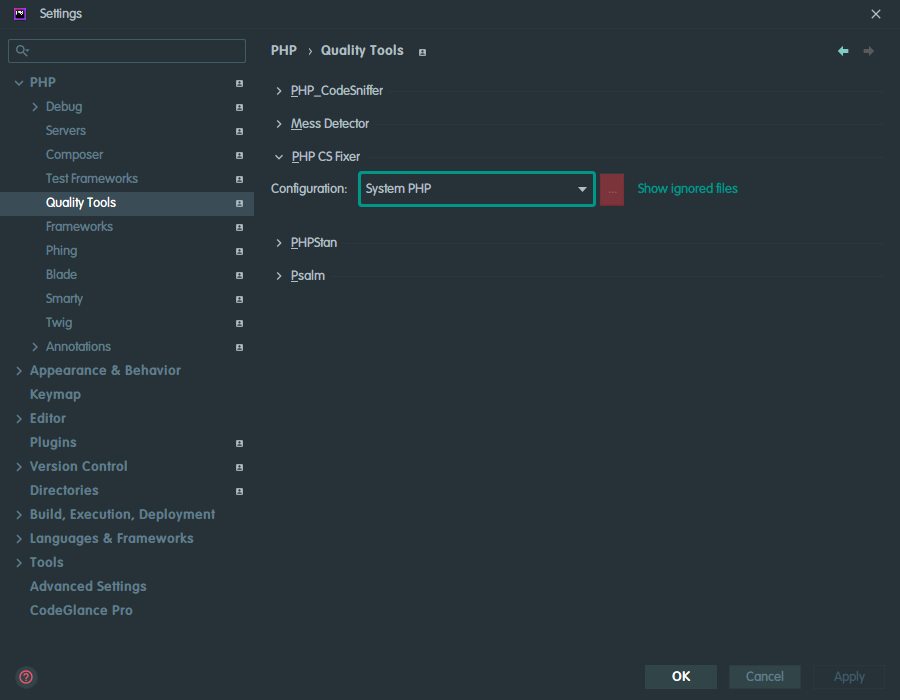 Settings
PHP
Debug
Servers
Composer
Test Frameworks
Quality Tools
Frameworks
Phing
Blade
Smarty
Twig
Annotations
Appearance & Behavior
Keymap
Editor
Plugins
Version Control
Directories
Build, Execution, Deployment
Languages & Frameworks
Tools
Advanced Settings
CodeGlance Pro
PHP › Quality Tools
PHP_CodeSniffer
Mess Detector
PHP CS Fixer
Configuration: System PHP ... Show ignored files
PHPStan
Psalm
? OK Cancel Apply